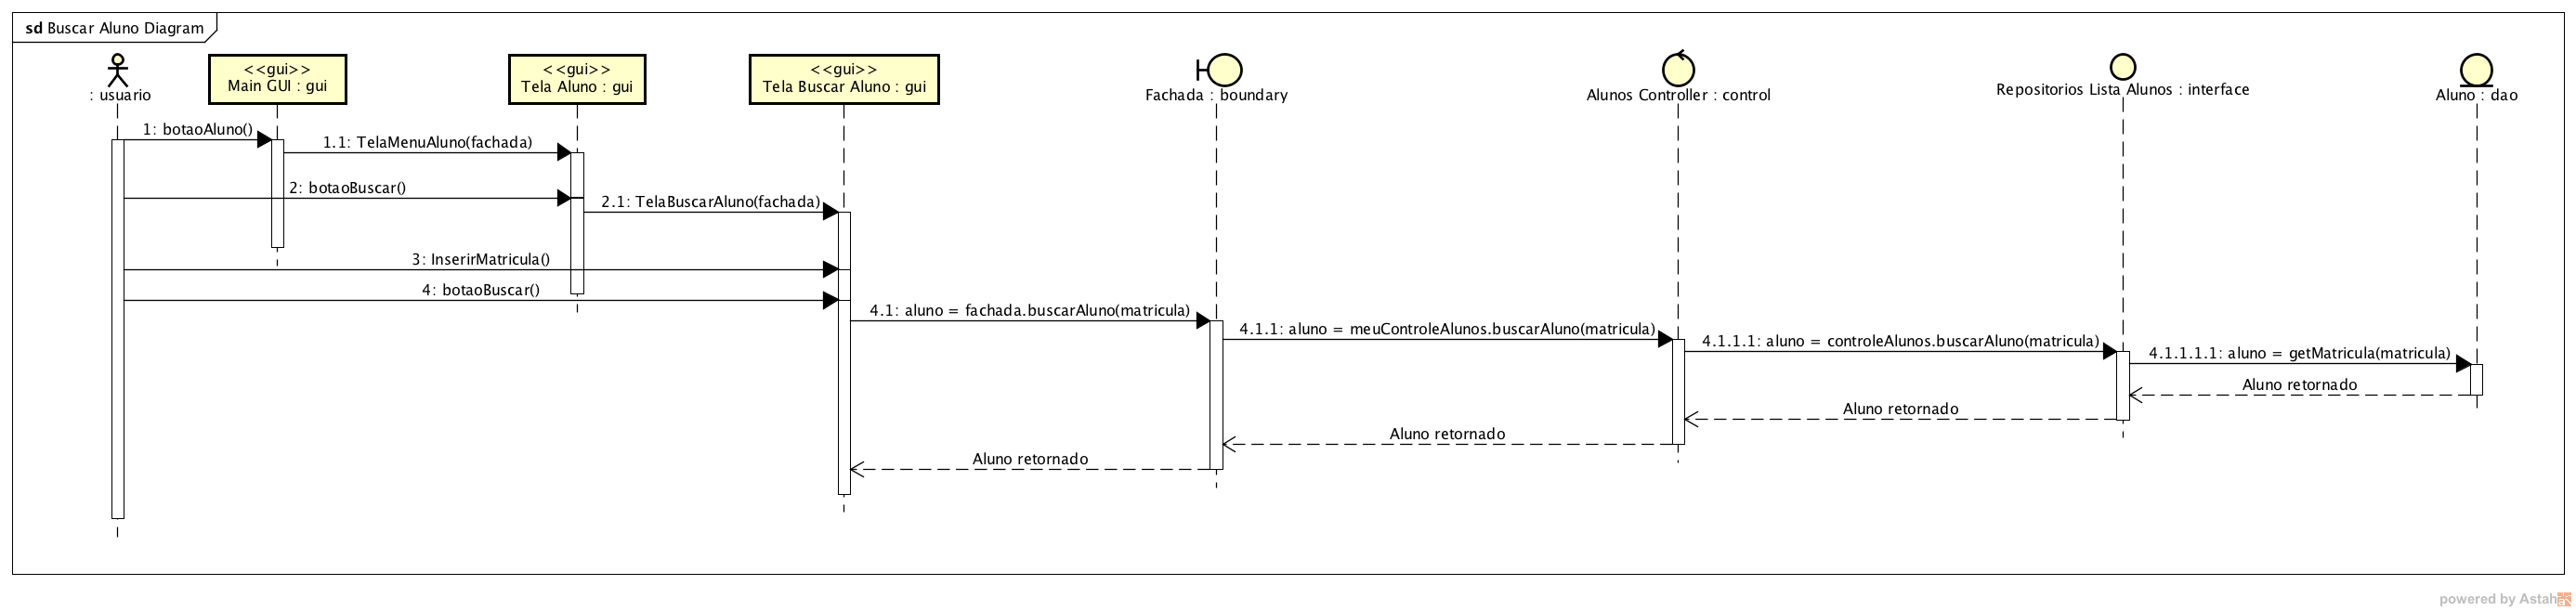 sd Buscar Aluno Diagram
: usuario
<<gui>>
Main GUI : gui
<<gui>>
Tela Aluno : gui
<<gui>>
Tela Buscar Aluno : gui
Fachada : boundary
Alunos Controller : control
Repositorios Lista Alunos : interface
Aluno : dao
1: botaoAluno()
1.1: TelaMenuAluno(fachada)
2: botaoBuscar()
2.1: TelaBuscarAluno(fachada)
3: InserirMatricula()
4: botaoBuscar()
4.1: aluno = fachada.buscarAluno(matricula)
4.1.1: aluno = meuControleAlunos.buscarAluno(matricula)
4.1.1.1: aluno = controleAlunos.buscarAluno(matricula)
4.1.1.1.1: aluno = getMatricula(matricula)
Aluno retornado
Aluno retornado
Aluno retornado
Aluno retornado
powered by Astah